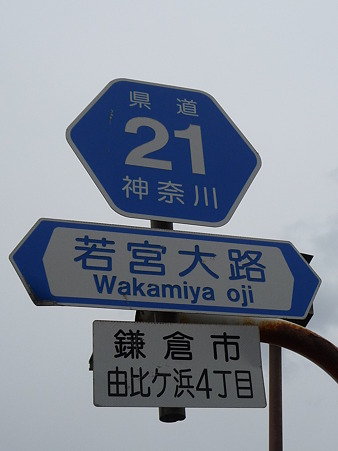 県道
21
神奈川
若宮大路
Wakamiya oji
鎌倉市
由比ケ浜4丁目